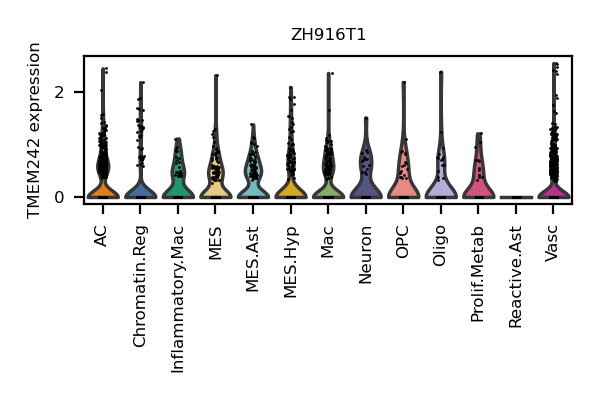 ZH916T1
TMEM242 expression
2
0
AC
Chromatin.Reg
Inflammatory.Mac
MES
MES.Ast
MES.Hyp
Mac
Neuron
OPC
Oligo
Prolif.Metab
Reactive.Ast
Vasc